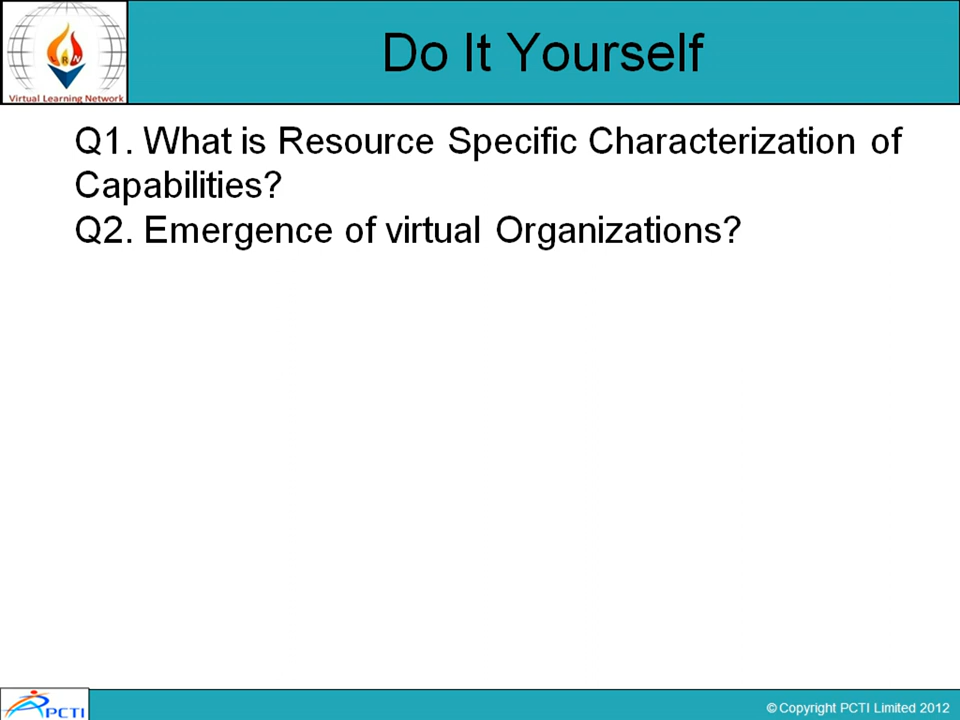 Do It Yourself
RN
Virtual Learning Network
Q1. What is Resource Specific Characterization of
Capabilities?
Q2. Emergence of virtual Organizations?
PCTI
© Copyright PCTI Limited 2012